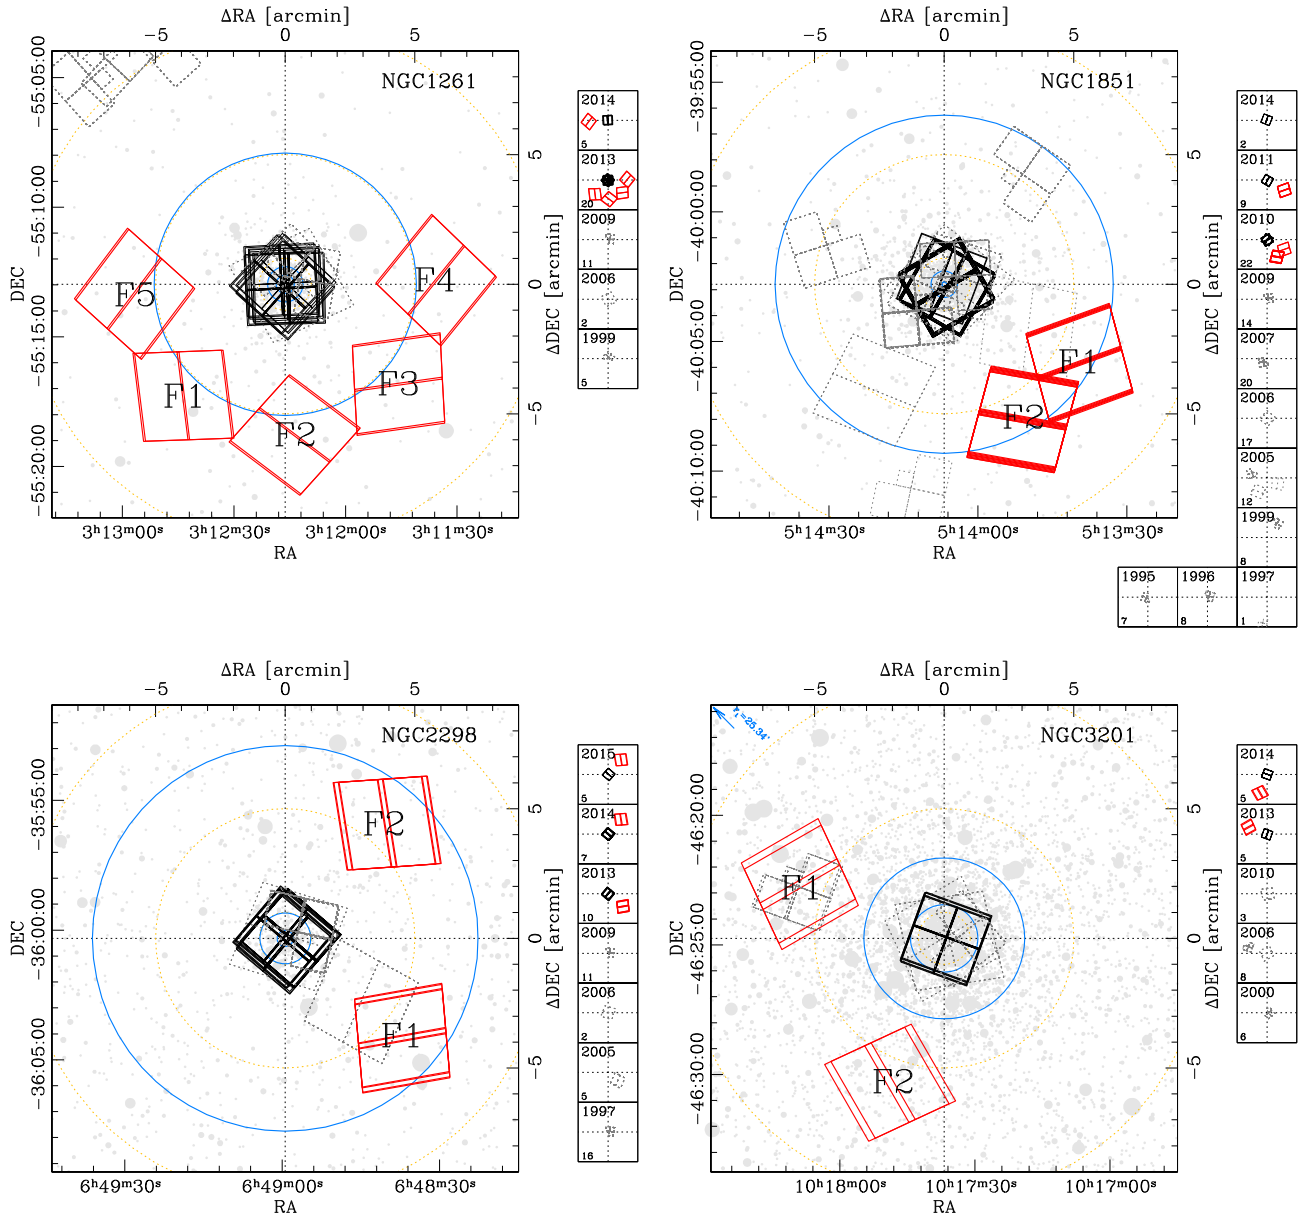 ΔRA [arcmin]
−5 0 5
NGC1261
DEC
−55:05:00
−55:10:00
−55:15:00
−55:20:00
F5
F4
F1
F3
F2
5
0
−5
ΔDEC [arcmin]
3ʰ13ᵐ00ˢ 3ʰ12ᵐ30ˢ 3ʰ12ᵐ00ˢ 3ʰ11ᵐ30ˢ
RA
2014
5
2013
20
2009
11
2006
2
1999
5
ΔRA [arcmin]
−5 0 5
NGC1851
DEC
−39:55:00
−40:00:00
−40:05:00
−40:10:00
F1
F2
5
0
−5
ΔDEC [arcmin]
5ʰ14ᵐ30ˢ 5ʰ14ᵐ00ˢ 5ʰ13ᵐ30ˢ
RA
2014
2
2011
9
2010
22
2009
14
2007
20
2006
17
2005
12
1999
8
1995
7
1996
8
1997
1
ΔRA [arcmin]
−5 0 5
NGC2298
DEC
−35:55:00
−36:00:00
−36:05:00
F2
F1
5
0
−5
ΔDEC [arcmin]
6ʰ49ᵐ30ˢ 6ʰ49ᵐ00ˢ 6ʰ48ᵐ30ˢ
RA
2015
5
2014
7
2013
10
2009
11
2006
2
2005
5
1997
16
ΔRA [arcmin]
−5 0 5
rₜ=25.34'
NGC3201
DEC
−46:20:00
−46:25:00
−46:30:00
F1
F2
5
0
−5
ΔDEC [arcmin]
10ʰ18ᵐ00ˢ 10ʰ17ᵐ30ˢ 10ʰ17ᵐ00ˢ
RA
2014
5
2013
5
2010
3
2006
8
2000
6